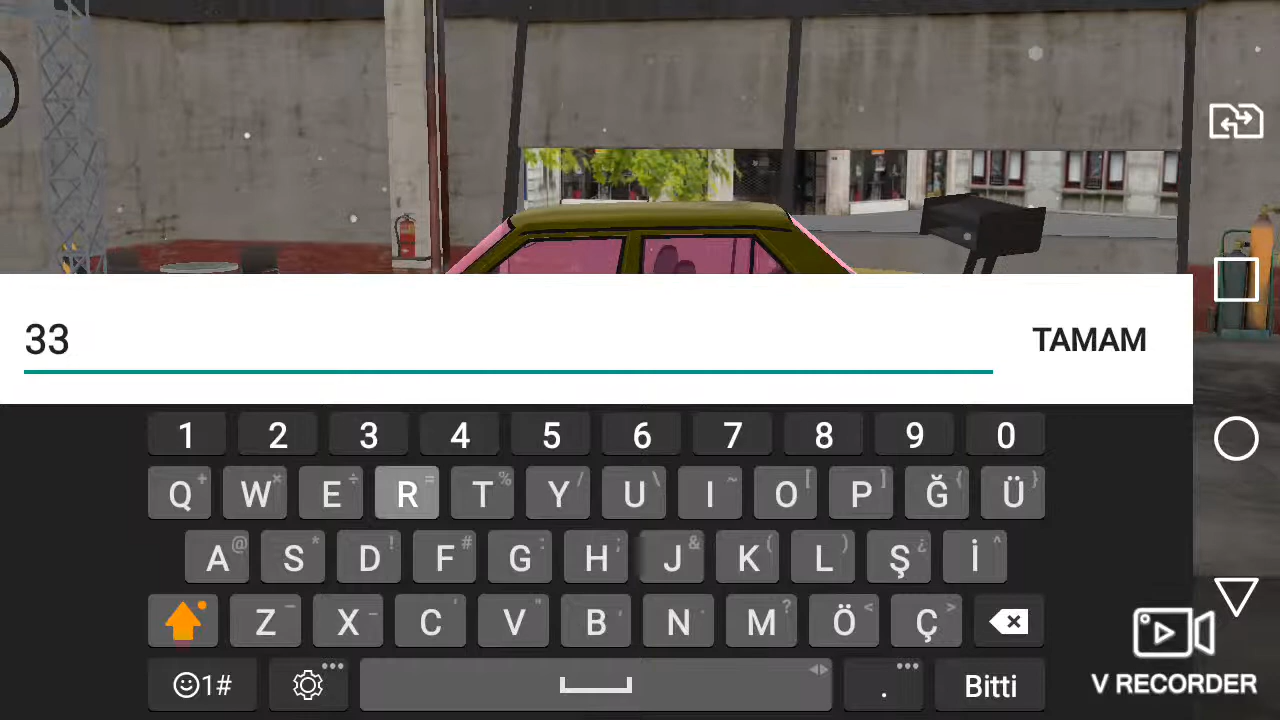 33
TAMAM
1 2 3 4 5 6 7 8 9 0
Q + W × E ÷ R = T % Y / U \ I ~ O [ P ] Ğ { Ü }
A @ S * D ! F # G : H ; J & K ( L ) Ş ¿ İ ^
Z _ X - C ' V " B , N . M ? Ö < Ç >
1# ... . ... Bitti
V RECORDER